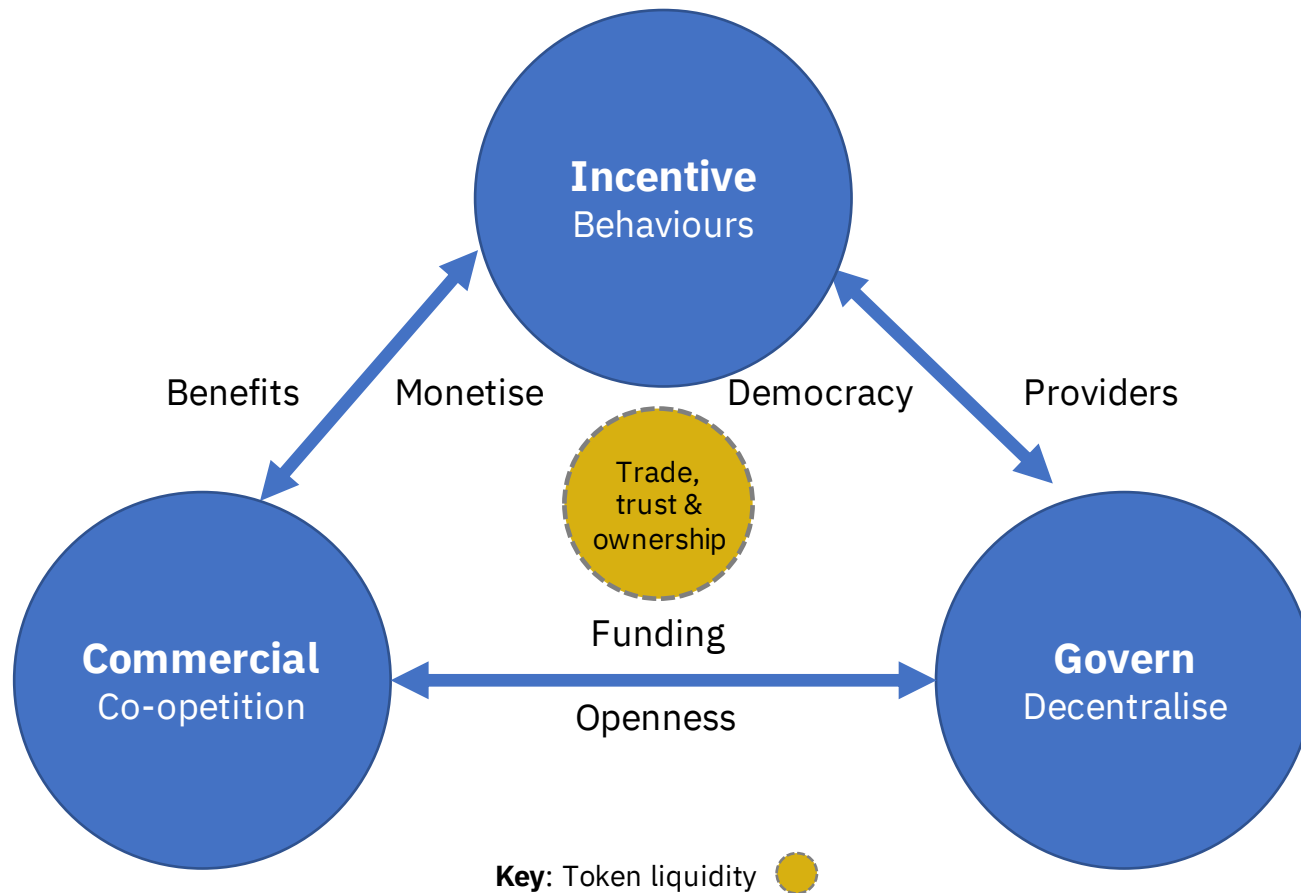 Incentive
Behaviours
Benefits
Monetise
Democracy
Providers
Trade,
trust &
ownership
Funding
Commercial
Co-opetition
Govern
Decentralise
Openness
Key: Token liquidity